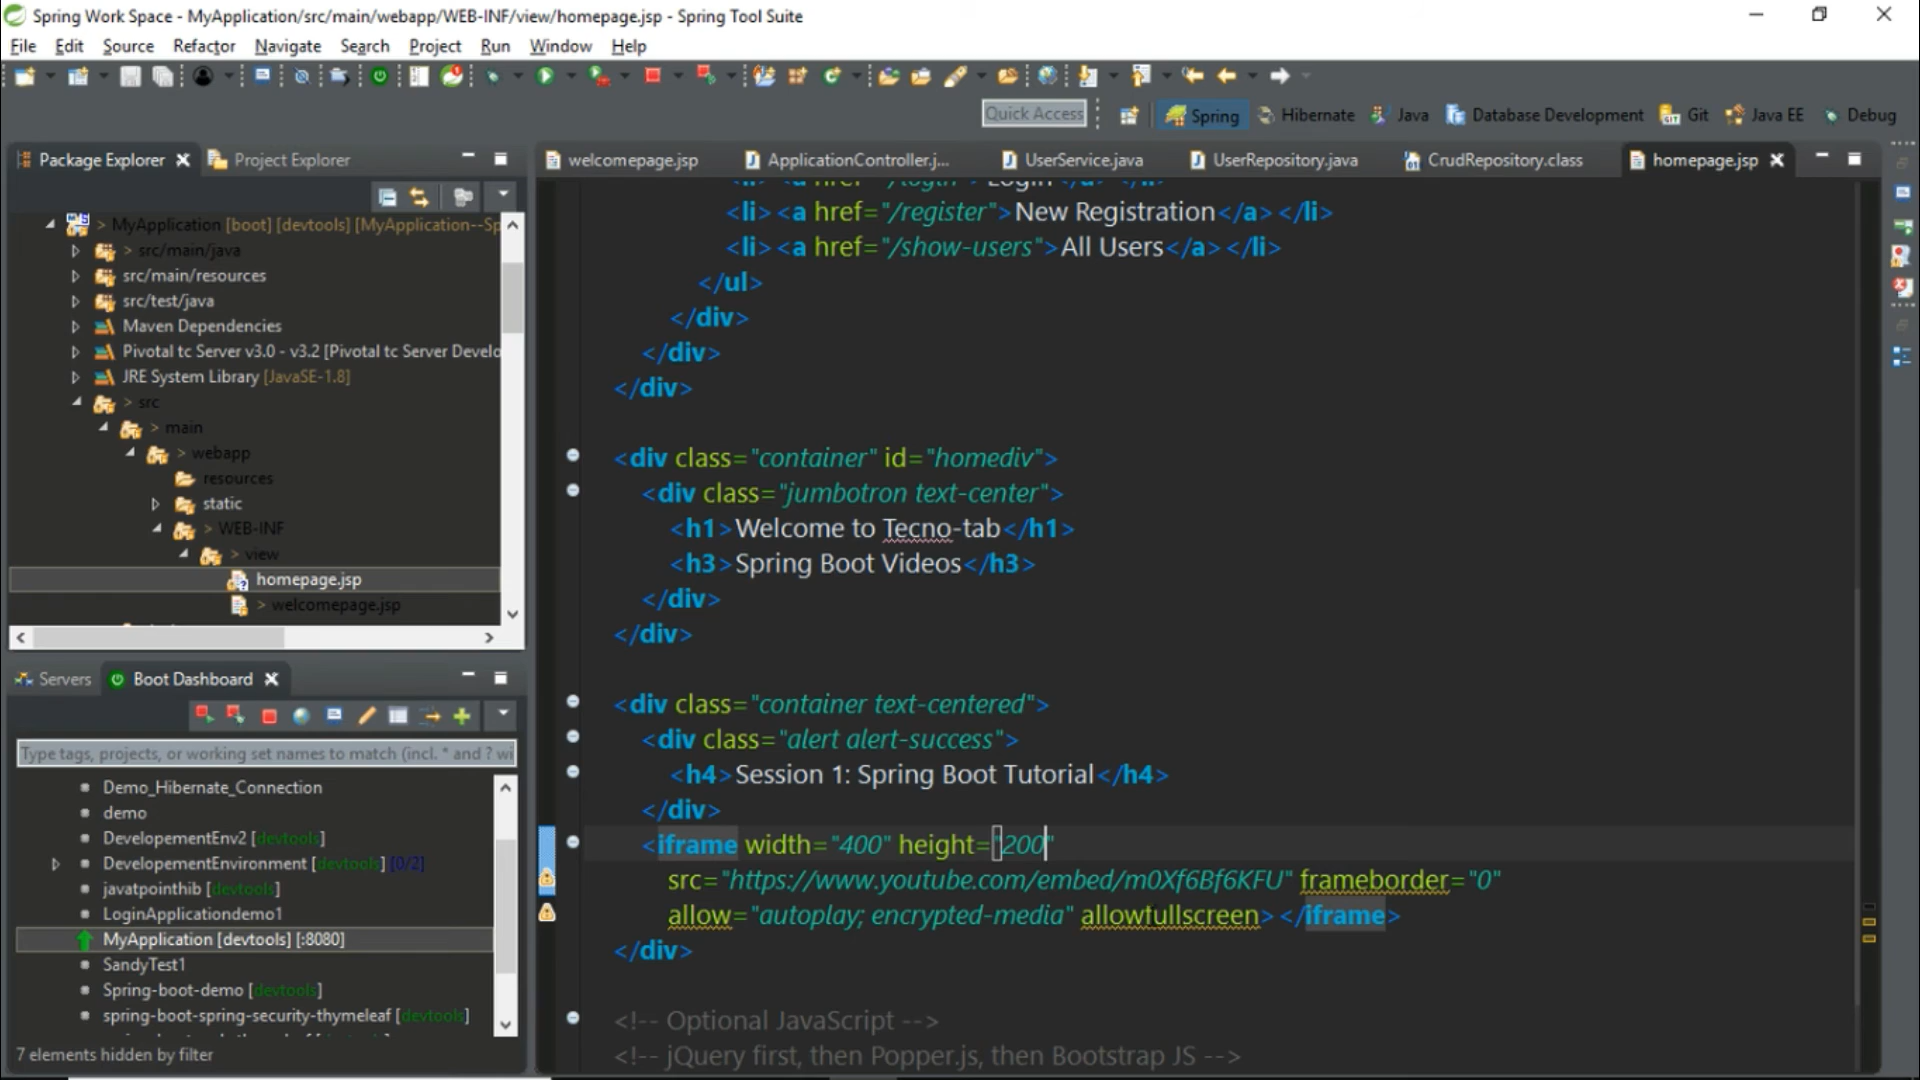 Spring Work Space - MyApplication/src/main/webapp/WEB-INF/view/homepage.jsp - Spring Tool Suite
File Edit Source Refactor Navigate Search Project Run Window Help
Quick Access Spring Hibernate Java Database Development Git Java EE Debug
Package Explorer Project Explorer
welcomepage.jsp ApplicationController.j... UserService.java UserRepository.java CrudRepository.class homepage.jsp
> MyApplication [boot] [devtools] [MyApplication--Sp
> src/main/java
src/main/resources
src/test/java
Maven Dependencies
Pivotal tc Server v3.0 - v3.2 [Pivotal tc Server Develo
JRE System Library [JavaSE-1.8]
> src
> main
> webapp
resources
static
> WEB-INF
> view
homepage.jsp
> welcomepage.jsp
Servers Boot Dashboard
Type tags, projects, or working set names to match (incl. * and ? wi
Demo_Hibernate_Connection
demo
DevelopementEnv2 [devtools]
DevelopementEnvironment [devtools] [0/2]
javatpointhib [devtools]
LoginApplicationdemo1
MyApplication [devtools] [:8080]
SandyTest1
Spring-boot-demo [devtools]
spring-boot-spring-security-thymeleaf [devtools]
7 elements hidden by filter
<li><a href="/login">Login</a></li>
<li><a href="/register">New Registration</a></li>
<li><a href="/show-users">All Users</a></li>
</ul>
</div>
</div>
</div>
<div class="container" id="homediv">
<div class="jumbotron text-center">
<h1>Welcome to Tecno-tab</h1>
<h3>Spring Boot Videos</h3>
</div>
</div>
<div class="container text-centered">
<div class="alert alert-success">
<h4>Session 1: Spring Boot Tutorial</h4>
</div>
<iframe width="400" height="200"
src="https://www.youtube.com/embed/m0Xf6Bf6KFU" frameborder="0"
allow="autoplay; encrypted-media" allowfullscreen></iframe>
</div>
<!-- Optional JavaScript -->
<!-- jQuery first, then Popper.js, then Bootstrap JS -->